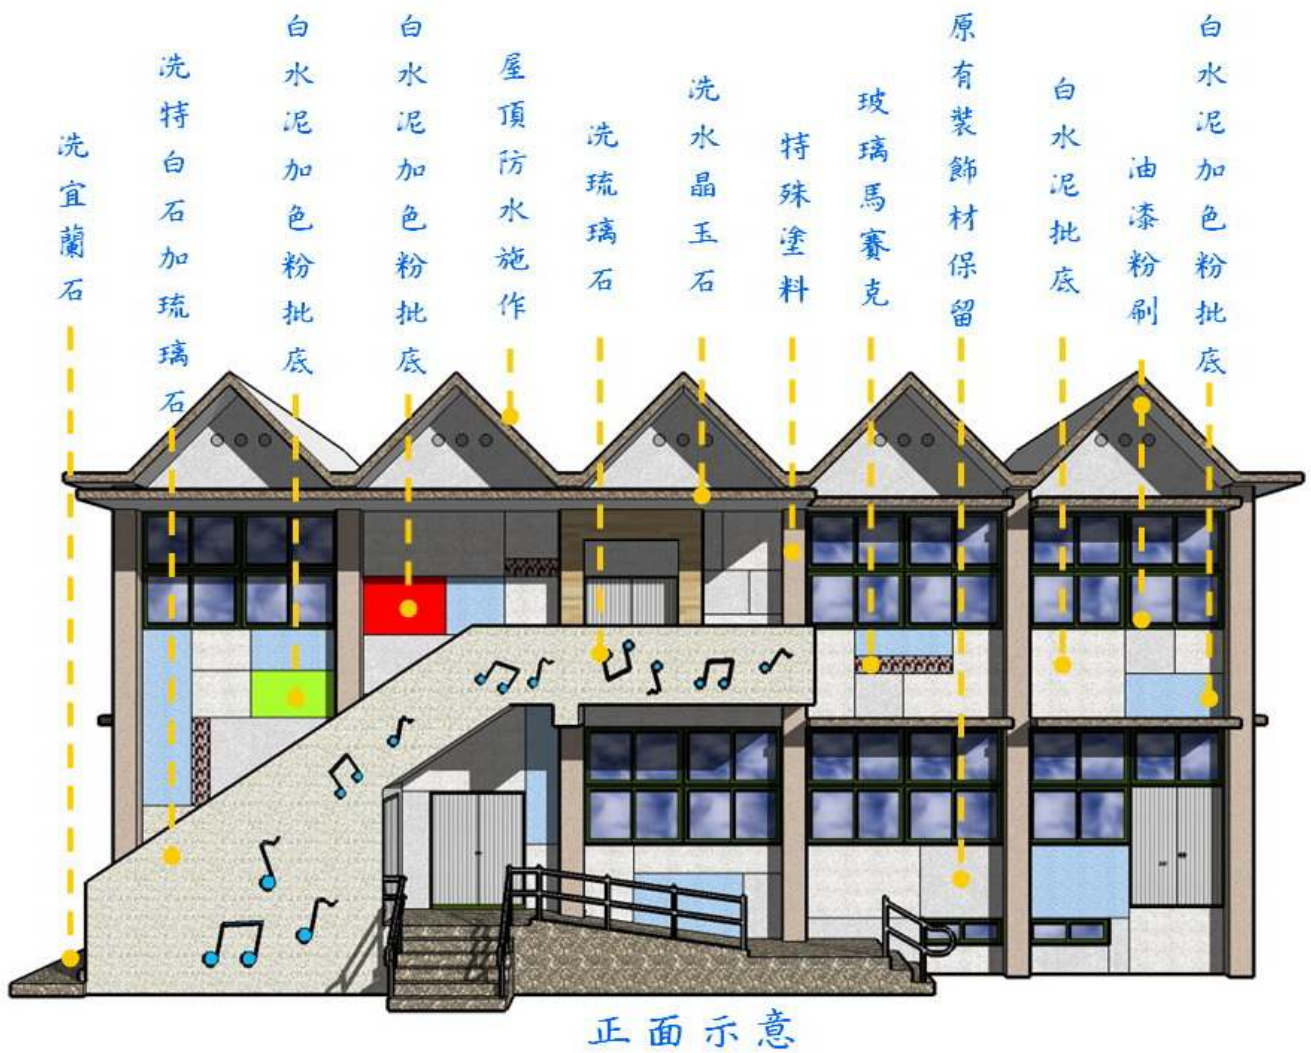 洗宜蘭石
洗特白石加琉璃石
白水泥加色粉批底
白水泥加色粉批底
屋頂防水施作
洗琉璃石
洗水晶玉石
特殊塗料
玻璃馬賽克
原有裝飾材保留
白水泥批底
油漆粉刷
白水泥加色粉批底
正面示意